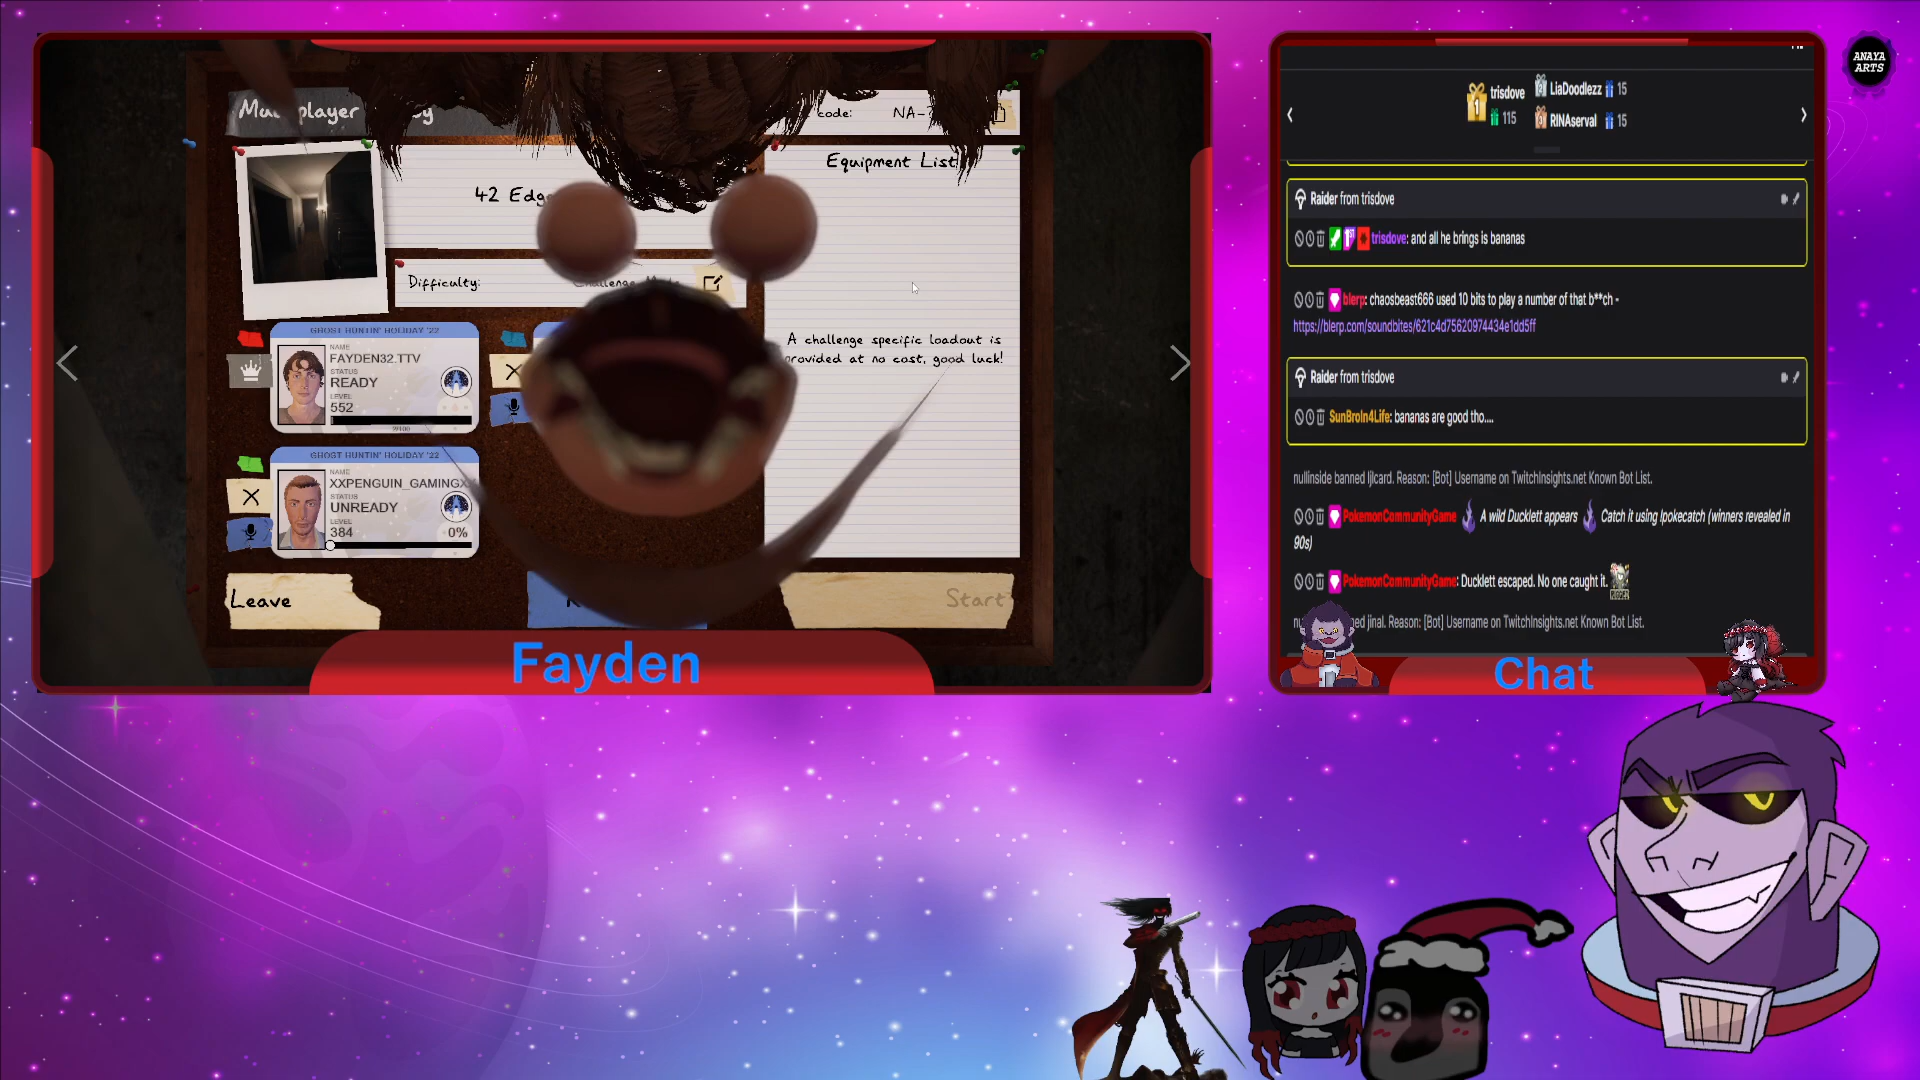 code: NA-
Equipment List
42 Edg
Difficulty:
A challenge specific loadout is
provided at no cost, good luck!
GHOST HUNTIN' HOLIDAY '22
NAME
FAYDEN32.TTV
STATUS
READY
LEVEL
552
GHOST HUNTIN' HOLIDAY '22
NAME
XXPENGUIN_GAMINGX
STATUS
UNREADY
LEVEL
384 0%
Leave
Start
Fayden
trisdove
115
LiaDoodlezz 15
RINAserval 15
Raider from trisdove
trisdove: and all he brings is bananas
blerp: chaosbeast666 used 10 bits to play a number of that b**ch -
https://blerp.com/soundbites/621c4d75620974434e1dd5ff
Raider from trisdove
SunBroIn4Life: bananas are good tho....
nullinside banned ljlcard. Reason: [Bot] Username on TwitchInsights.net Known Bot List.
PokemonCommunityGame A wild Ducklett appears Catch it using !pokecatch (winners revealed in
90s)
PokemonCommunityGame: Ducklett escaped. No one caught it.
jinal. Reason: [Bot] Username on TwitchInsights.net Known Bot List.
Chat
ANAYA
ARTS